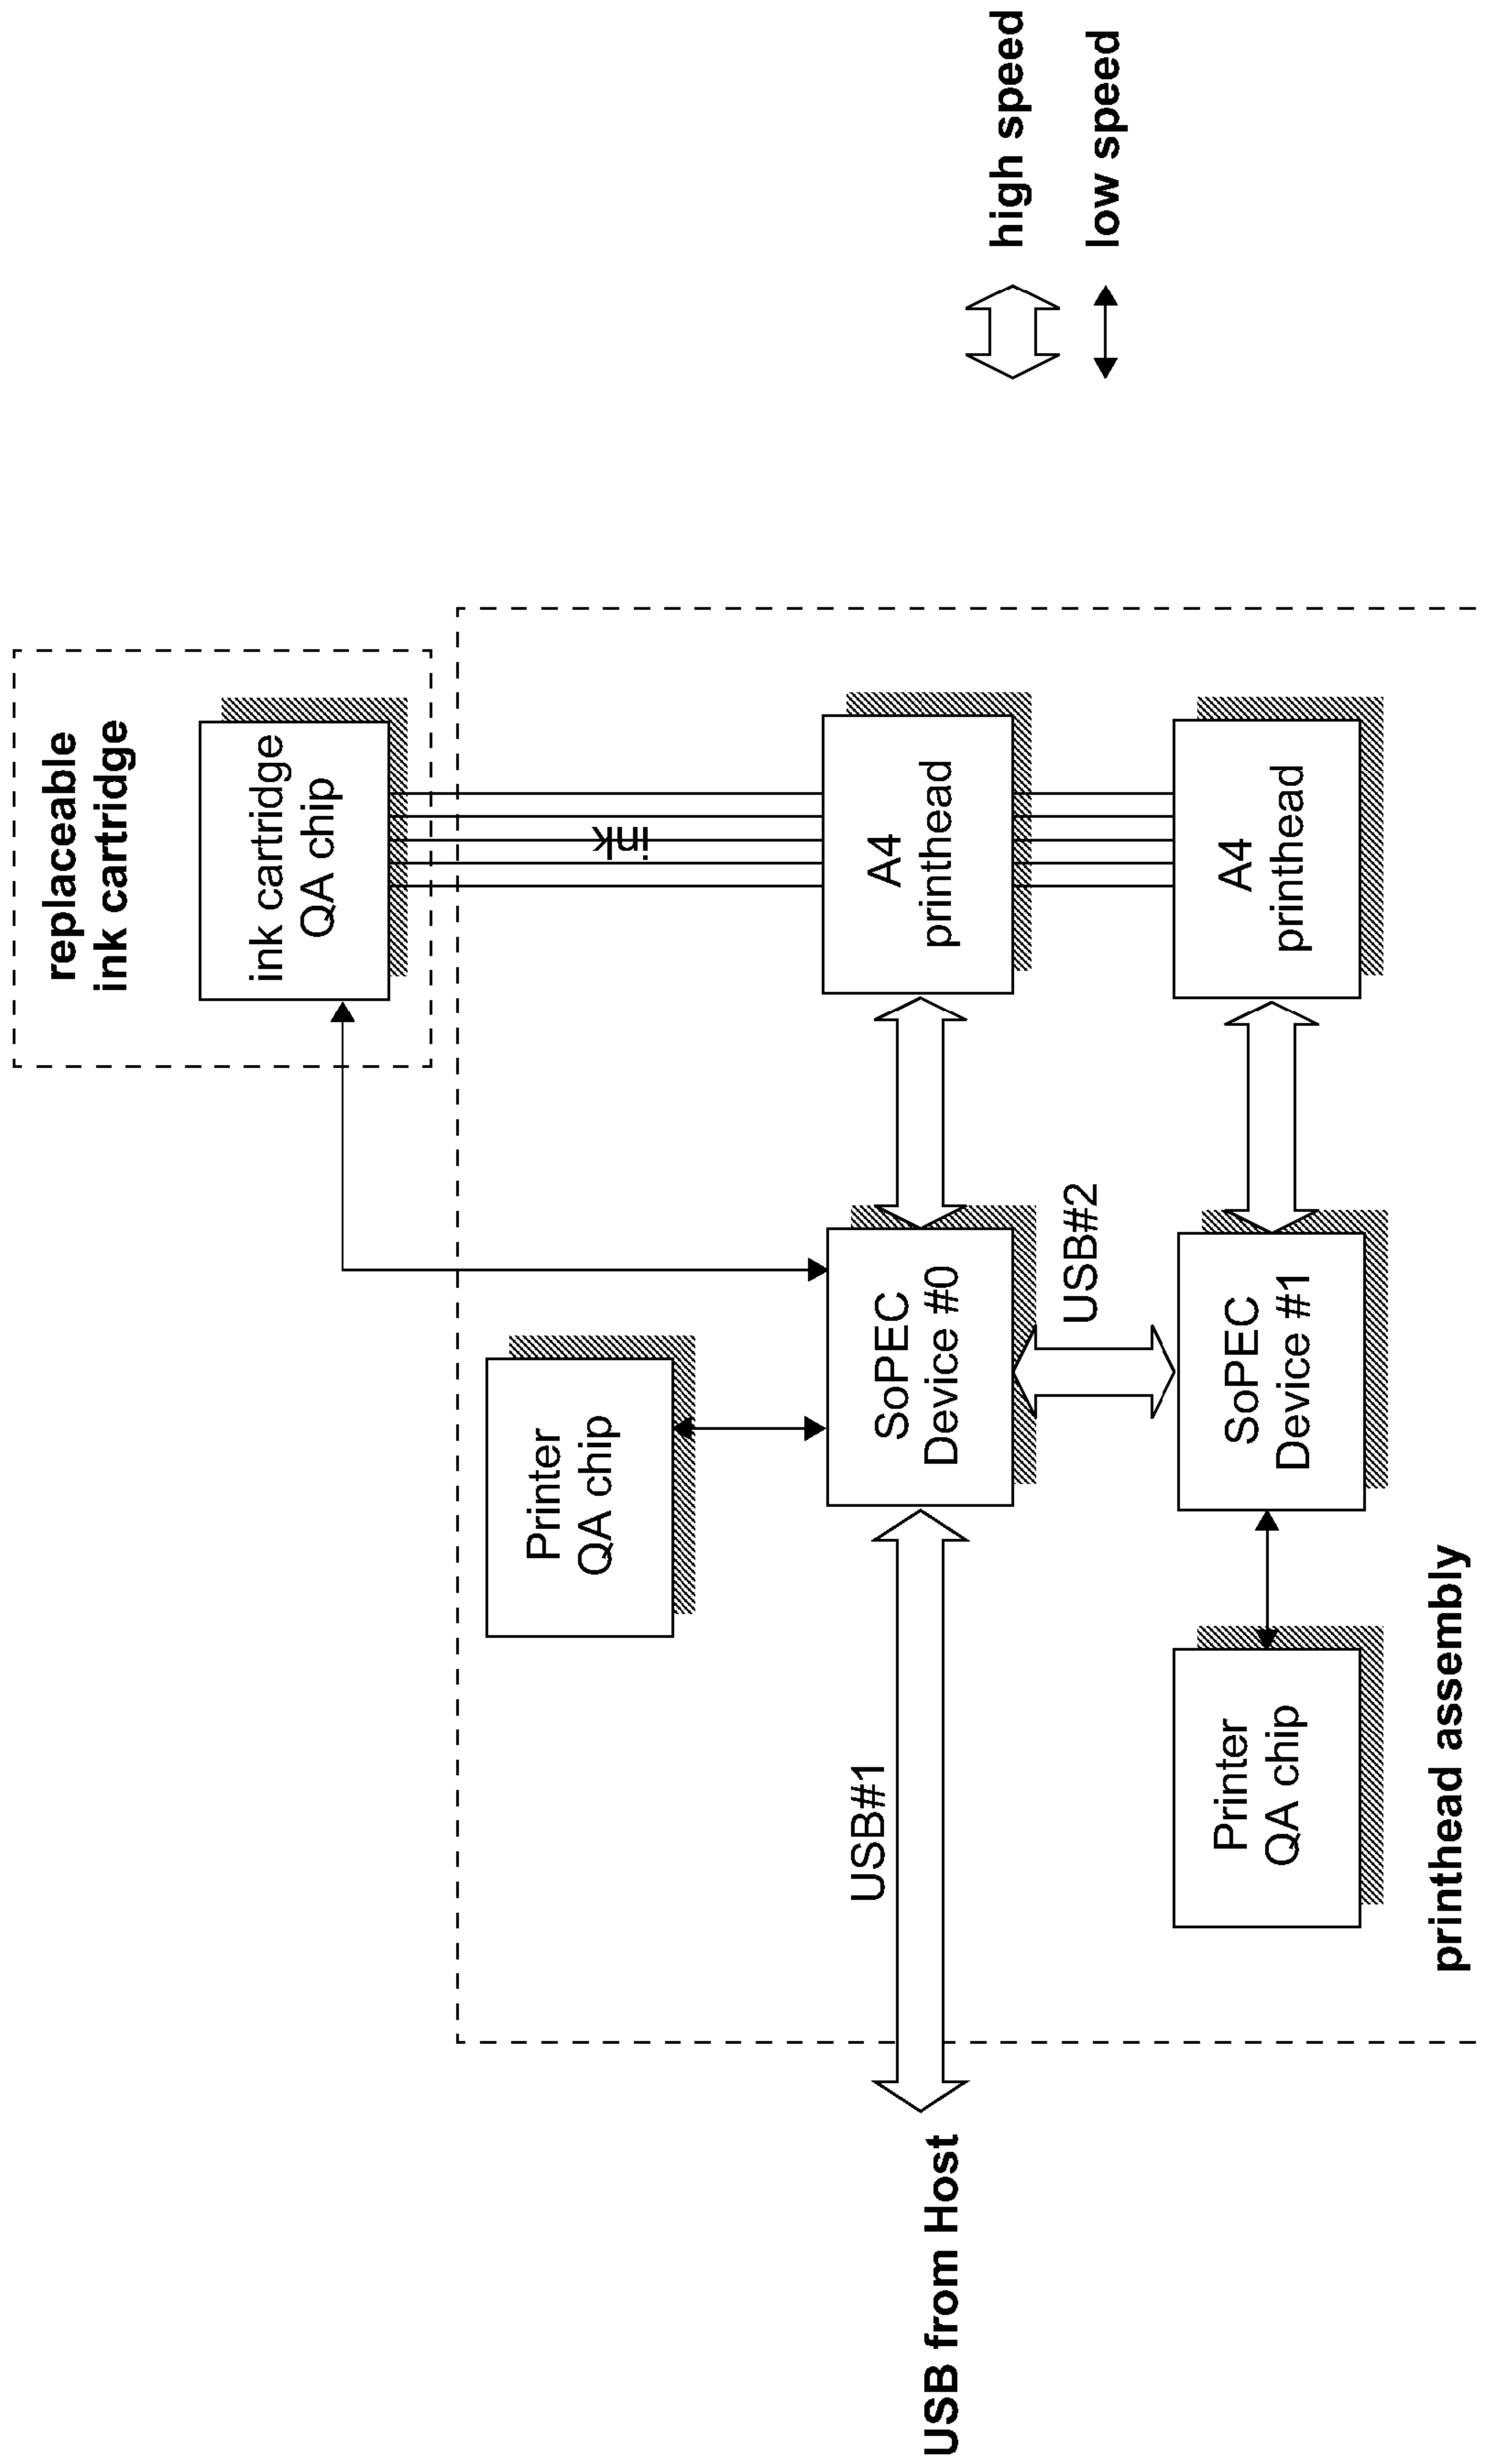 replaceable
ink cartridge
ink cartridge
QA chip
ink
Printer
QA chip
USB#1
SoPEC
Device #0
A4
printhead
USB#2
SoPEC
Device #1
A4
printhead
Printer
QA chip
printhead assembly
USB from Host
high speed
low speed